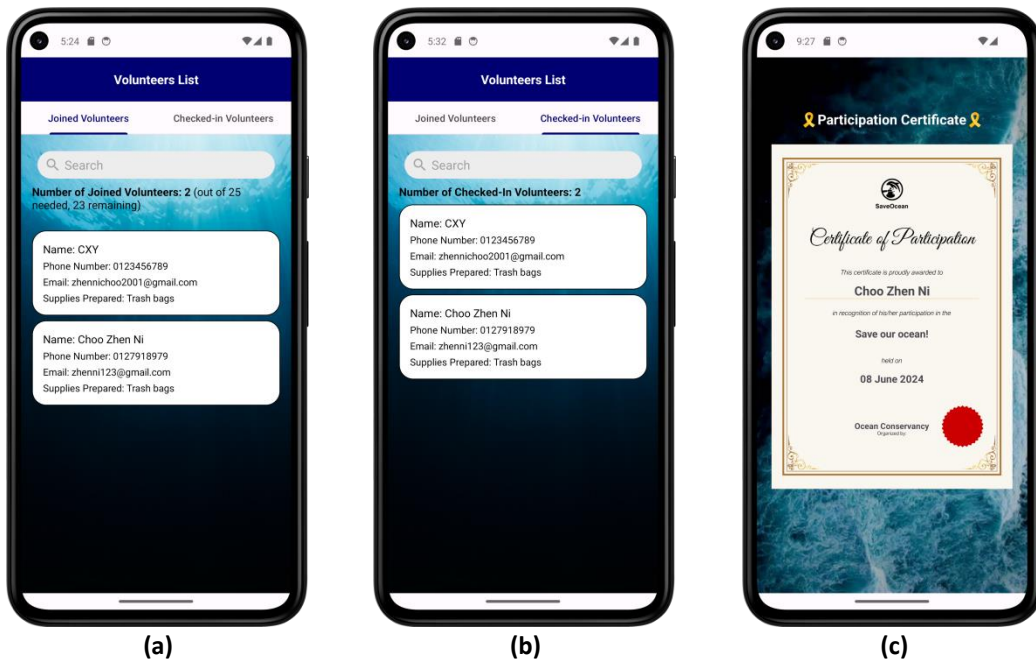 5:24
Volunteers List
Joined Volunteers
Checked-in Volunteers
Search
Number of Joined Volunteers: 2 (out of 25
needed, 23 remaining)
Name: CXY
Phone Number: 0123456789
Email: zhennichoo2001@gmail.com
Supplies Prepared: Trash bags
Name: Choo Zhen Ni
Phone Number: 0127918979
Email: zhenni123@gmail.com
Supplies Prepared: Trash bags
(a)
5:32
Volunteers List
Joined Volunteers
Checked-in Volunteers
Search
Number of Checked-In Volunteers: 2
Name: CXY
Phone Number: 0123456789
Email: zhennichoo2001@gmail.com
Supplies Prepared: Trash bags
Name: Choo Zhen Ni
Phone Number: 0127918979
Email: zhenni123@gmail.com
Supplies Prepared: Trash bags
(b)
9:27
Participation Certificate
SaveOcean
Certificate of Participation
This certificate is proudly awarded to
Choo Zhen Ni
in recognition of his/her participation in the
Save our ocean!
held on
08 June 2024
Ocean Conservancy
Organised by
(c)